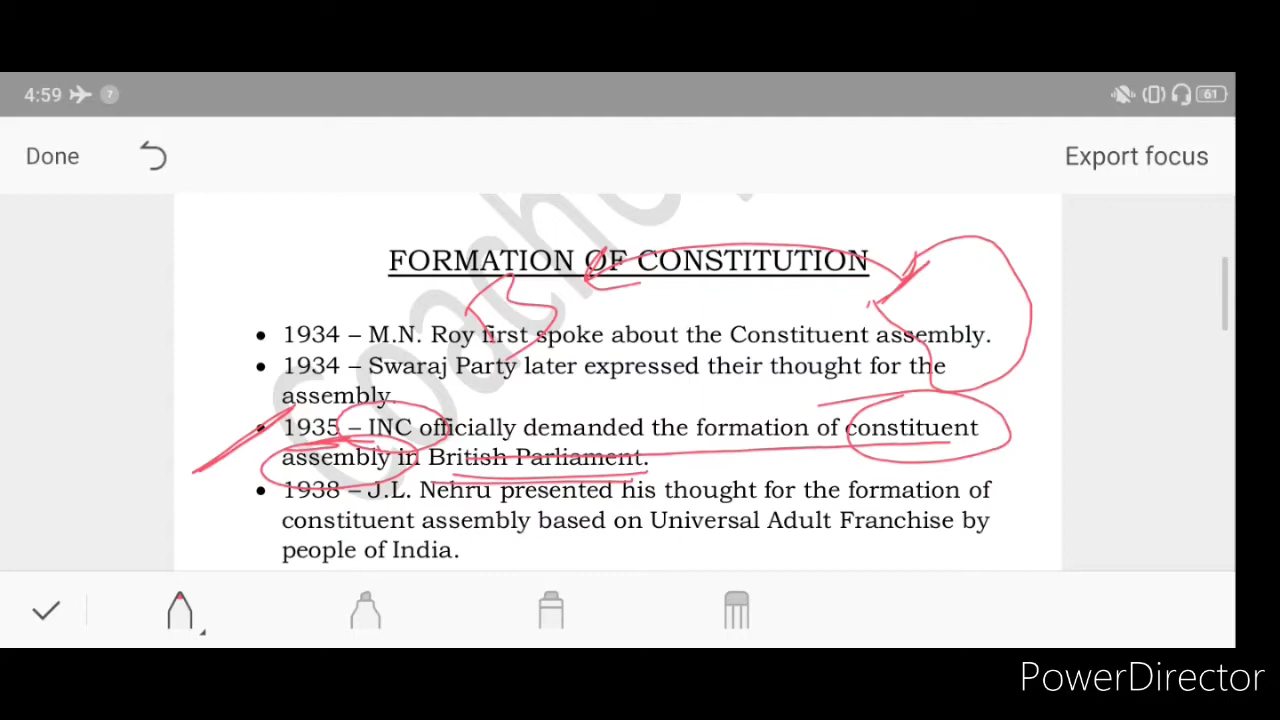 4:59 7 61
Done Export focus
Coache
FORMATION OF CONSTITUTION
• 1934 – M.N. Roy first spoke about the Constituent assembly.
• 1934 – Swaraj Party later expressed their thought for the
assembly.
• 1935 – INC officially demanded the formation of constituent
assembly in British Parliament.
• 1938 – J.L. Nehru presented his thought for the formation of
constituent assembly based on Universal Adult Franchise by
people of India.
PowerDirector